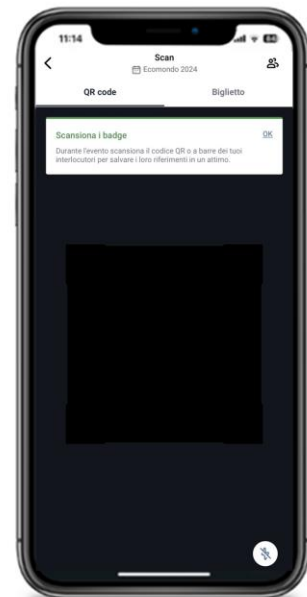 11:14
64
Scan
Ecomondo 2024
QR code
Biglietto
Scansiona i badge
OK
Durante l'evento scansiona il codice QR o a barre dei tuoi
interlocutori per salvare i loro riferimenti in un attimo.